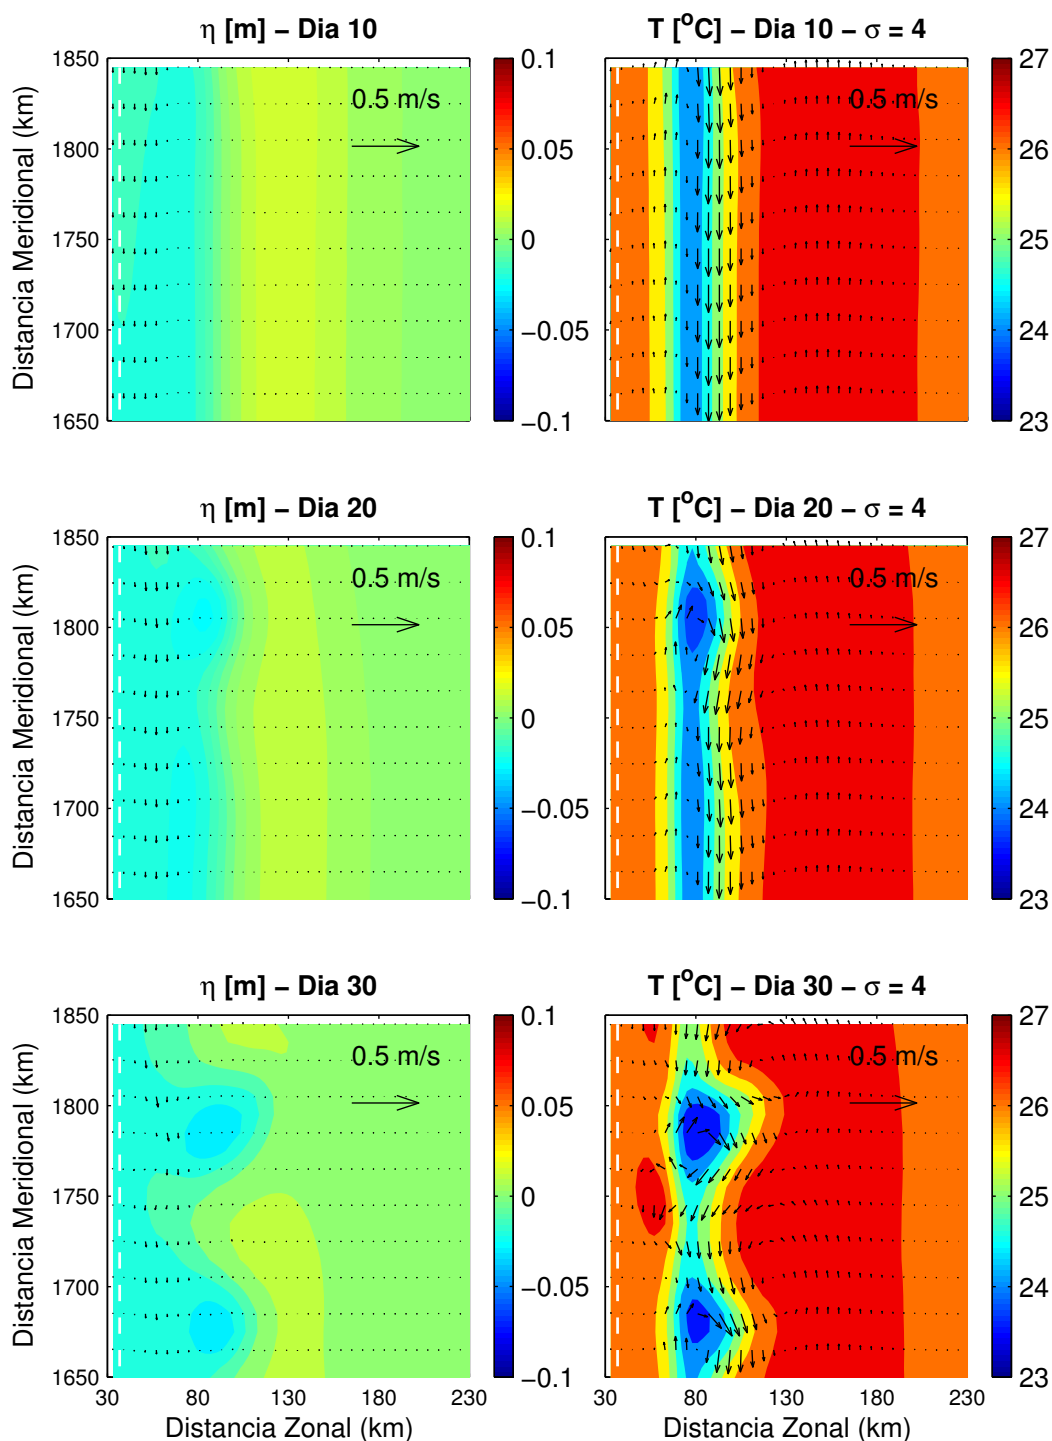 η [m] − Dia 10
T [°C] − Dia 10 − σ = 4
Distancia Meridional (km)
1850
1800
1750
1700
1650
0.5 m/s
0.1
0.05
0
−0.05
−0.1
0.5 m/s
27
26
25
24
23
η [m] − Dia 20
T [°C] − Dia 20 − σ = 4
Distancia Meridional (km)
1850
1800
1750
1700
1650
0.5 m/s
0.1
0.05
0
−0.05
−0.1
0.5 m/s
27
26
25
24
23
η [m] − Dia 30
T [°C] − Dia 30 − σ = 4
Distancia Meridional (km)
1850
1800
1750
1700
1650
0.5 m/s
0.1
0.05
0
−0.05
−0.1
0.5 m/s
27
26
25
24
23
30 80 130 180 230
Distancia Zonal (km)
30 80 130 180 230
Distancia Zonal (km)